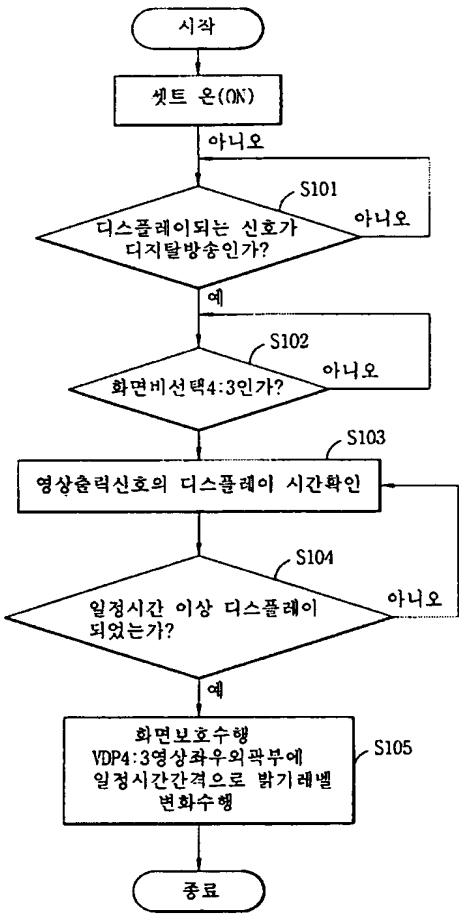 시작
셋트 온(ON)
아니오
S101
디스플레이되는 신호가
디지탈방송인가?
아니오
예
S102
화면비선택4:3인가?
아니오
S103
영상출력신호의 디스플레이 시간확인
S104
일정시간 이상 디스플레이
되었는가?
아니오
예
화면보호수행
VDP4:3영상좌우외곽부에
일정시간간격으로 밝기레벨
변화수행
S105
종료